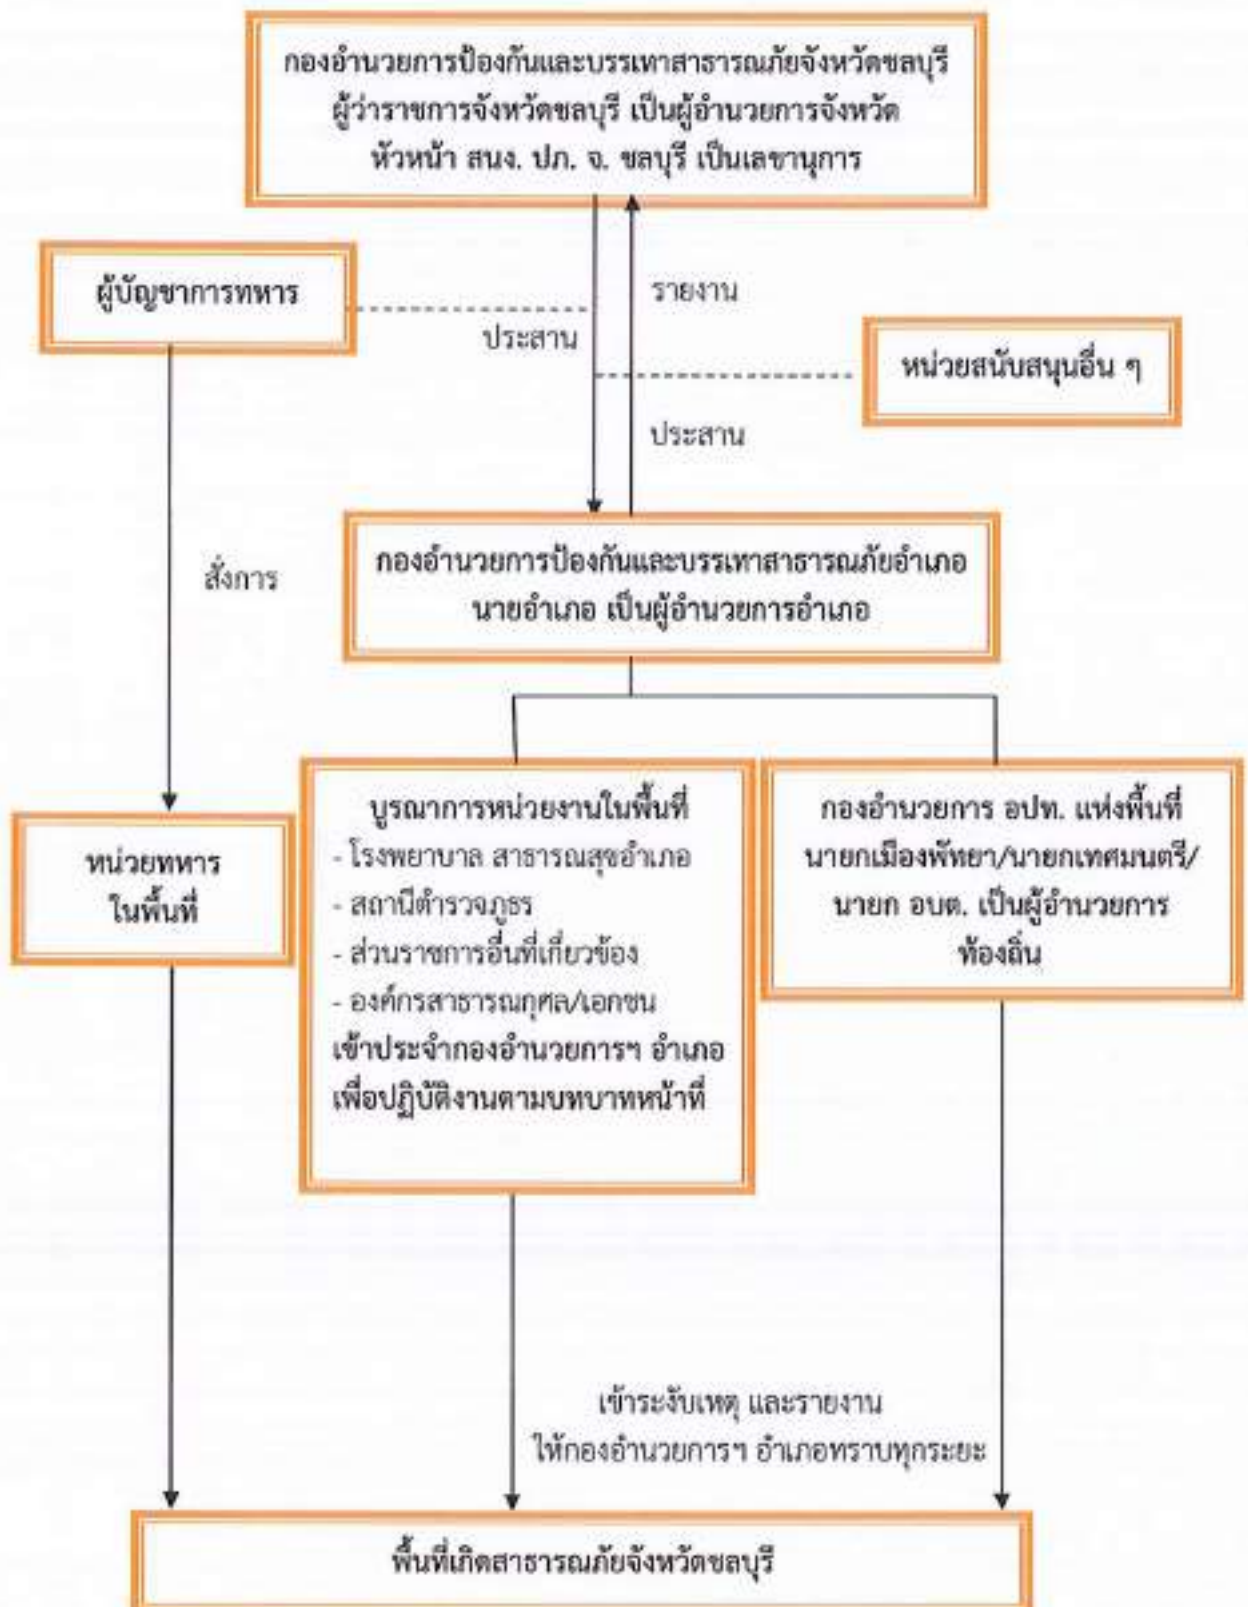 กองอำนวยการป้องกันและบรรเทาสาธารณภัยจังหวัดชลบุรี
ผู้ว่าราชการจังหวัดชลบุรี เป็นผู้อำนวยการจังหวัด
หัวหน้า สนง. ปภ. จ. ชลบุรี เป็นเลขานุการ
ผู้บัญชาการทหาร
รายงาน
ประสาน
หน่วยสนับสนุนอื่น ๆ
ประสาน
กองอำนวยการป้องกันและบรรเทาสาธารณภัยอำเภอ
นายอำเภอ เป็นผู้อำนวยการอำเภอ
สั่งการ
หน่วยทหาร
ในพื้นที่
บูรณาการหน่วยงานในพื้นที่
- โรงพยาบาล สาธารณสุขอำเภอ
- สถานีตำรวจภูธร
- ส่วนราชการอื่นที่เกี่ยวข้อง
- องค์กรสาธารณกุศล/เอกชน
เข้าประจำกองอำนวยการฯ อำเภอ
เพื่อปฏิบัติงานตามบทบาทหน้าที่
กองอำนวยการ อปท. แห่งพื้นที่
นายกเมืองพัทยา/นายกเทศมนตรี/
นายก อบต. เป็นผู้อำนวยการ
ท้องถิ่น
เข้าระงับเหตุ และรายงาน
ให้กองอำนวยการฯ อำเภอทราบทุกระยะ
พื้นที่เกิดสาธารณภัยจังหวัดชลบุรี